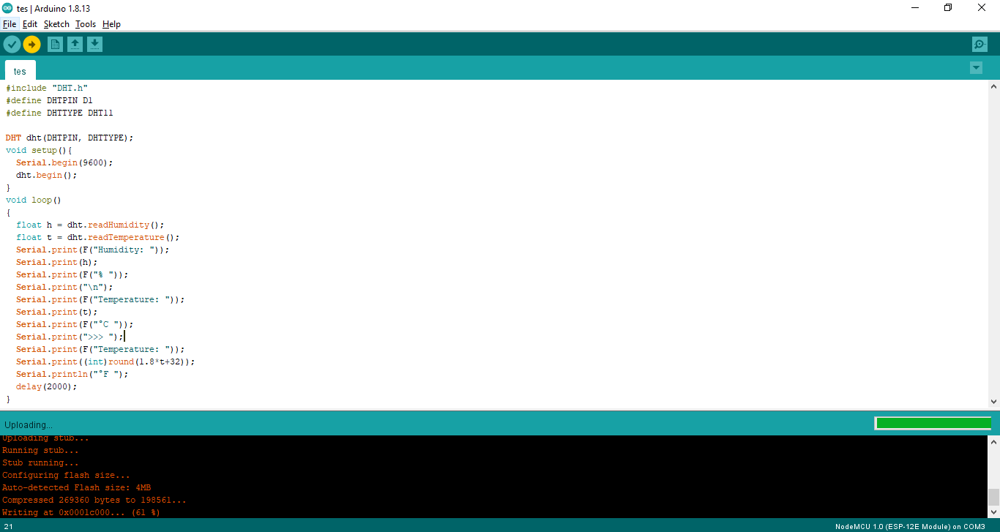 tes | Arduino 1.8.13
File Edit Sketch Tools Help
tes
#include "DHT.h"
#define DHTPIN D1
#define DHTTYPE DHT11
DHT dht(DHTPIN, DHTTYPE);
void setup(){
  Serial.begin(9600);
  dht.begin();
}
void loop()
{
  float h = dht.readHumidity();
  float t = dht.readTemperature();
  Serial.print(F("Humidity: "));
  Serial.print(h);
  Serial.print(F("% "));
  Serial.print("\n");
  Serial.print(F("Temperature: "));
  Serial.print(t);
  Serial.print(F("°C "));
  Serial.print(">>> ");
  Serial.print(F("Temperature: "));
  Serial.print((int)round(1.8*t+32));
  Serial.println("°F ");
  delay(2000);
}
Uploading...
Uploading stub...
Running stub...
Stub running...
Configuring flash size...
Auto-detected Flash size: 4MB
Compressed 269360 bytes to 198561...
Writing at 0x0001c000... (61 %)
21
NodeMCU 1.0 (ESP-12E Module) on COM3